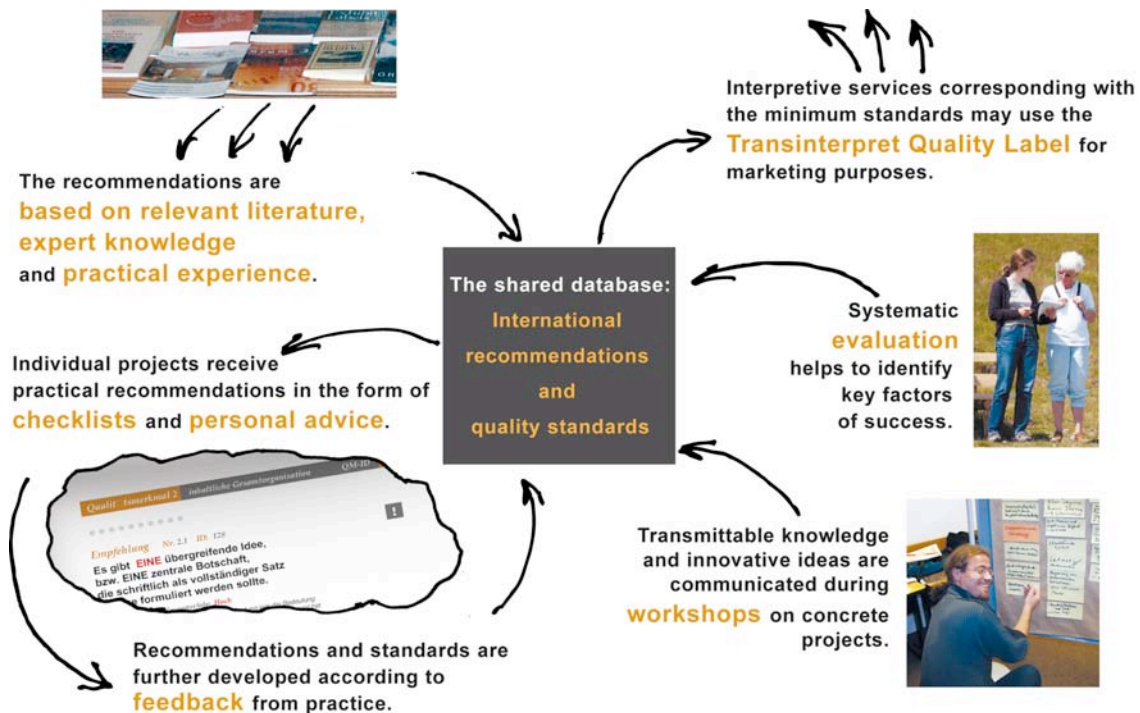 The recommendations are
based on relevant literature,
expert knowledge
and practical experience.
Interpretive services corresponding with
the minimum standards may use the
Transinterpret Quality Label for
marketing purposes.
The shared database:
International
recommendations
and
quality standards
Systematic
evaluation
helps to identify
key factors
of success.
Individual projects receive
practical recommendations in the form of
checklists and personal advice.
inhaltliche Gesamtorganisation QM-ID
!
Empfehlung Nr. 2.1 ID: 128
Es gibt EINE übergreifende Idee,
bzw. EINE zentrale Botschaft,
die schriftlich als vollständiger Satz
formuliert werden sollte.
Hoch
Transmittable knowledge
and innovative ideas are
communicated during
workshops on concrete
projects.
Recommendations and standards are
further developed according to
feedback from practice.